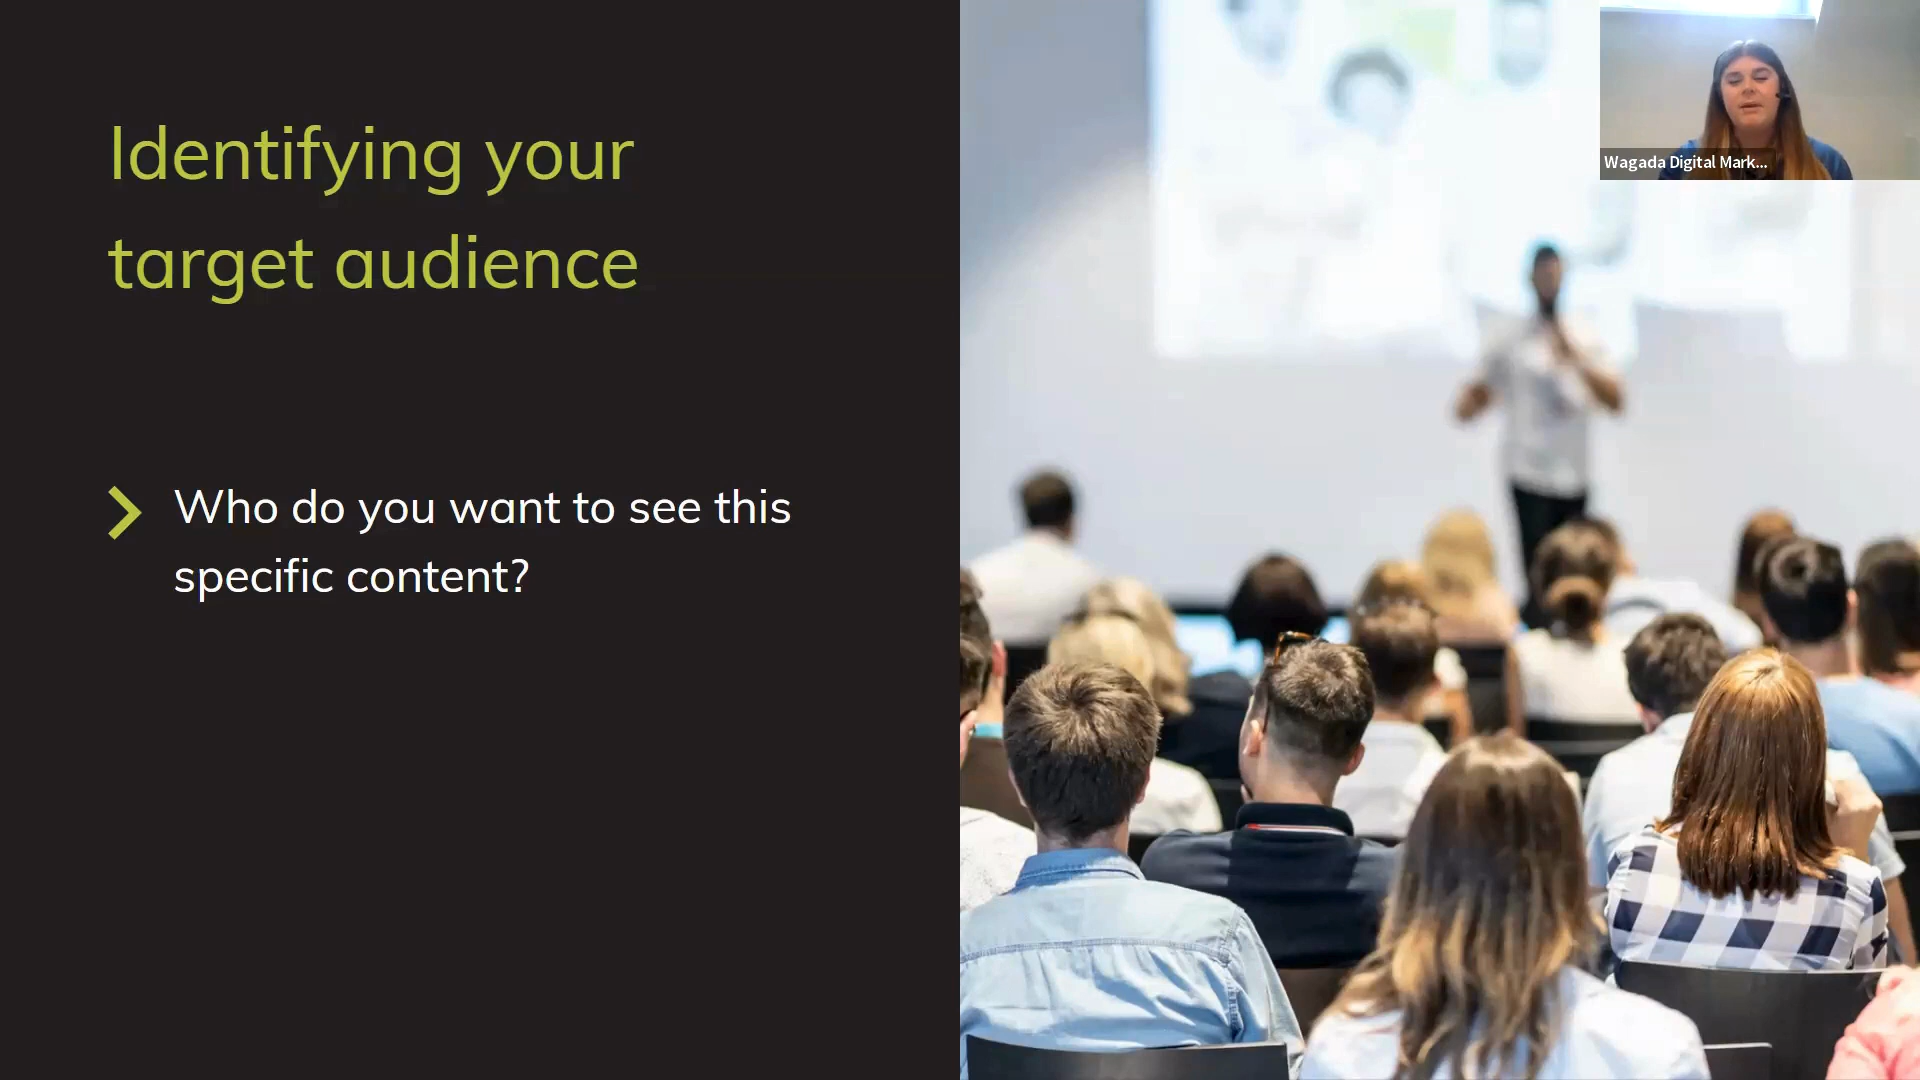 Identifying your
target audience
Who do you want to see this
specific content?
Wagada Digital Mark...